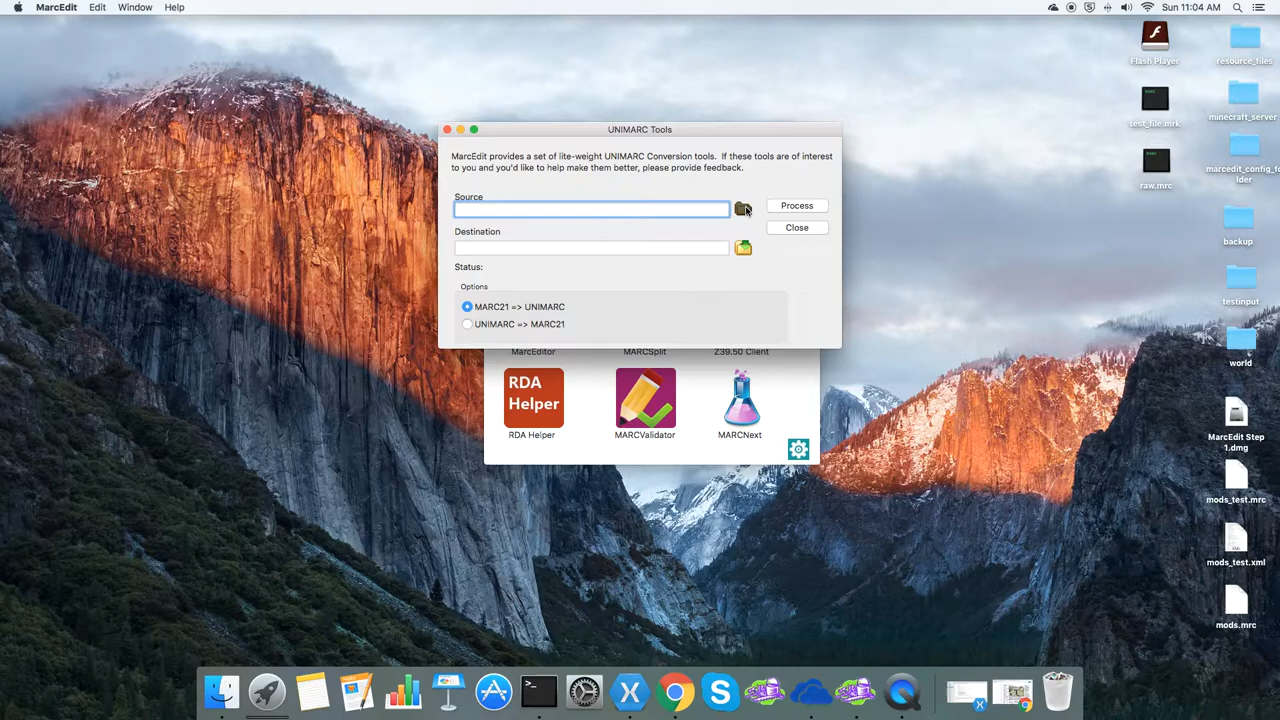 MarcEdit Edit Window Help
Sun 11:04 AM
UNIMARC Tools
MarcEdit provides a set of lite-weight UNIMARC Conversion tools. If these tools are of interest
to you and you'd like to help make them better, please provide feedback.
Source
Process
Close
Destination
Status:
Options
MARC21 => UNIMARC
UNIMARC => MARC21
MarcEditor MARCSplit Z39.50 Client
RDA
Helper
RDA Helper MARCValidator MARCNext
Flash Player
resource_files
test_file.mrk
minecraft_server
raw.mrc
marcedit_config_fo
lder
backup
testinput
world
MarcEdit Step
1.dmg
mods_test.mrc
mods_test.xml
mods.mrc